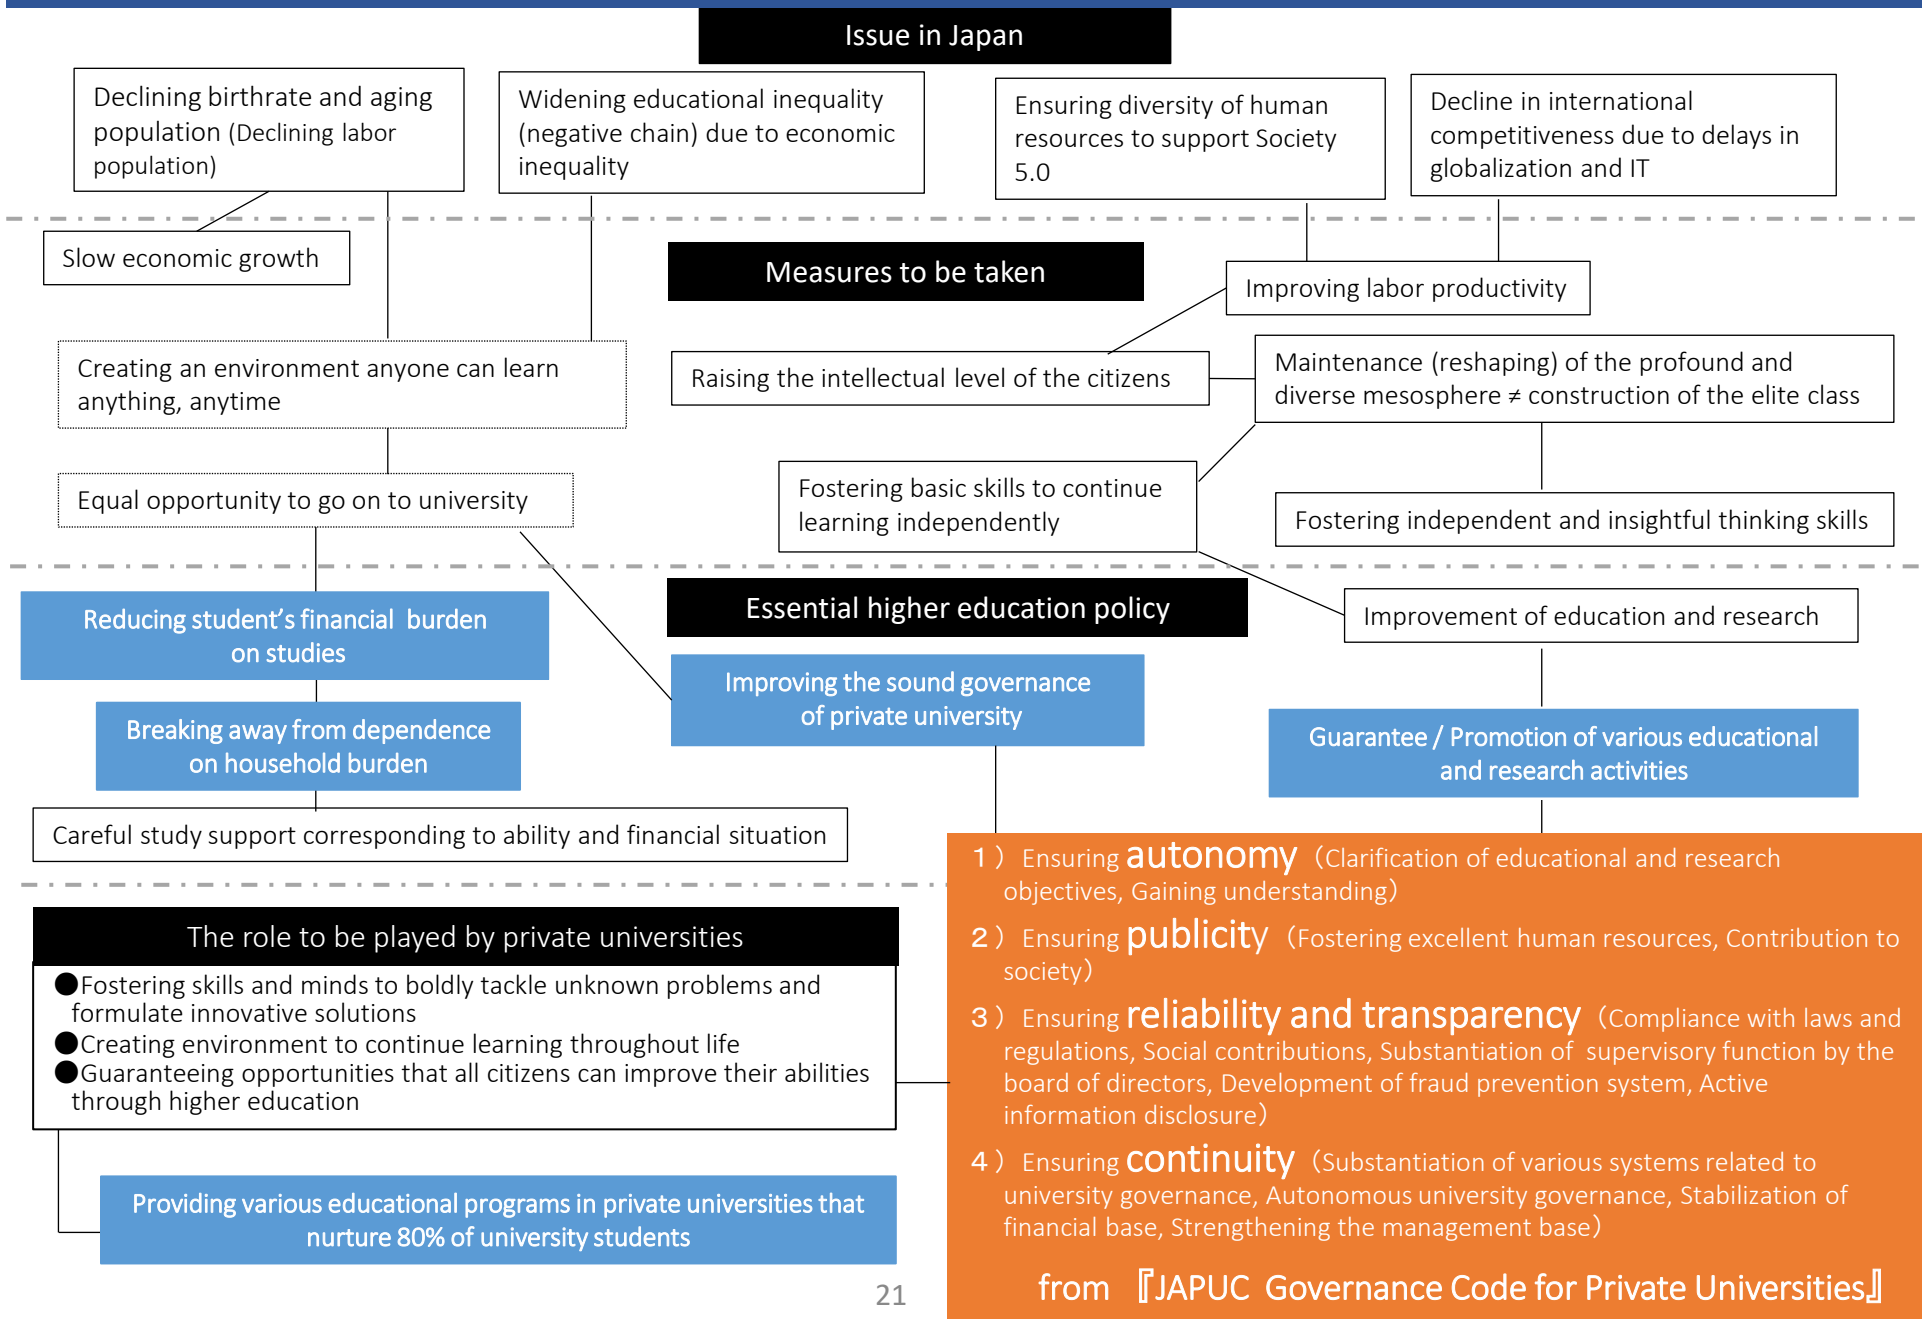 Issue in Japan
Declining birthrate and aging
population (Declining labor
population)
Widening educational inequality
(negative chain) due to economic
inequality
Ensuring diversity of human
resources to support Society
5.0
Decline in international
competitiveness due to delays in
globalization and IT
Slow economic growth
Measures to be taken
Improving labor productivity
Creating an environment anyone can learn
anything, anytime
Raising the intellectual level of the citizens
Maintenance (reshaping) of the profound and
diverse mesosphere ≠ construction of the elite class
Equal opportunity to go on to university
Fostering basic skills to continue
learning independently
Fostering independent and insightful thinking skills
Essential higher education policy
Reducing student’s financial  burden
on studies
Improvement of education and research
Improving the sound governance
of private university
Breaking away from dependence
on household burden
Guarantee / Promotion of various educational
and research activities
Careful study support corresponding to ability and financial situation
The role to be played by private universities
●Fostering skills and minds to boldly tackle unknown problems and
formulate innovative solutions
●Creating environment to continue learning throughout life
●Guaranteeing opportunities that all citizens can improve their abilities
through higher education
Providing various educational programs in private universities that
nurture 80% of university students
１）Ensuring autonomy（Clarification of educational and research
objectives, Gaining understanding）
２）Ensuring publicity（Fostering excellent human resources, Contribution to
society）
３）Ensuring reliability and transparency（Compliance with laws and
regulations, Social contributions, Substantiation of  supervisory function by the
board of directors, Development of fraud prevention system, Active
information disclosure）
４）Ensuring continuity（Substantiation of various systems related to
university governance, Autonomous university governance, Stabilization of
financial base, Strengthening the management base）
from 『JAPUC  Governance Code for Private Universities』
21